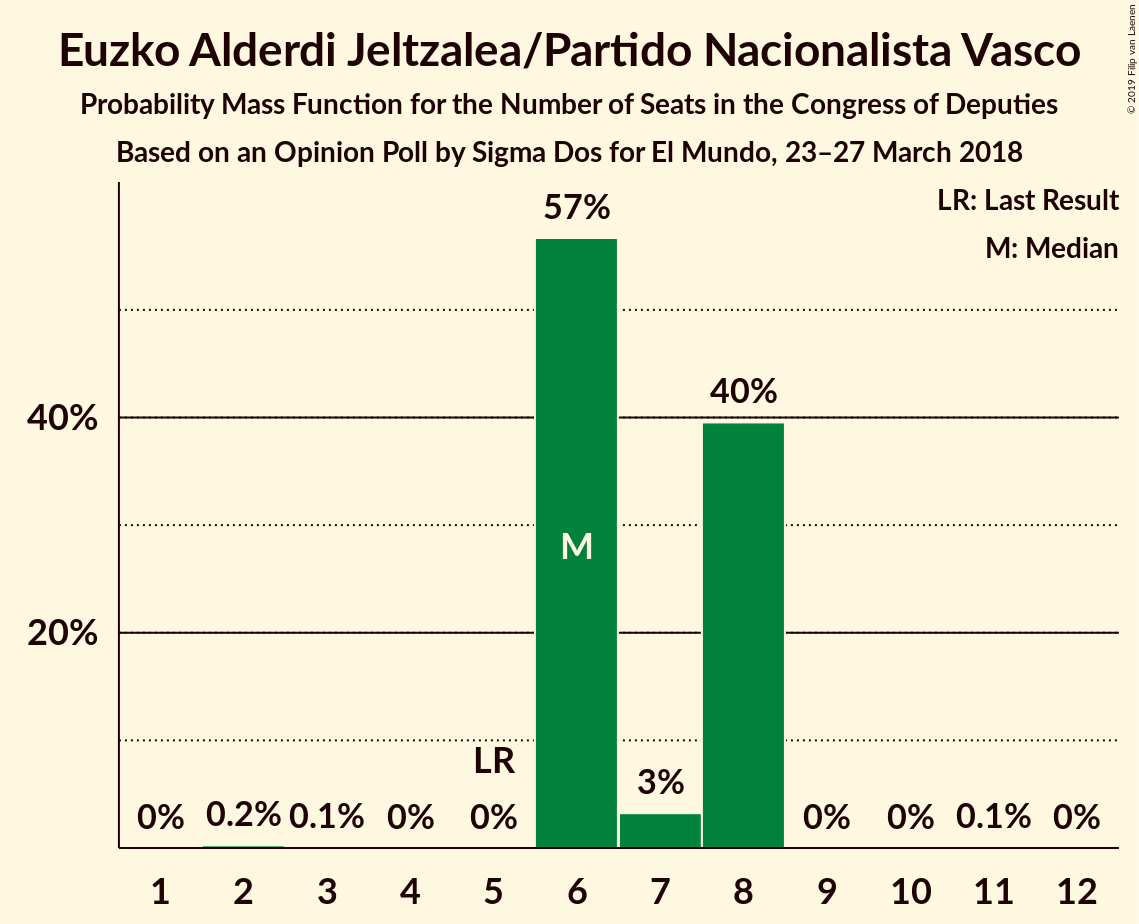 Euzko Alderdi Jeltzalea/Partido Nacionalista Vasco
Probability Mass Function for the Number of Seats in the Congress of Deputies
Based on an Opinion Poll by Sigma Dos for El Mundo, 23–27 March 2018
© 2019 Filip van Laenen
LR: Last Result
M: Median
57%
40%
40%
M
20%
LR
3%
0% 0.2% 0.1% 0% 0% 0% 0% 0.1% 0%
1 2 3 4 5 6 7 8 9 10 11 12